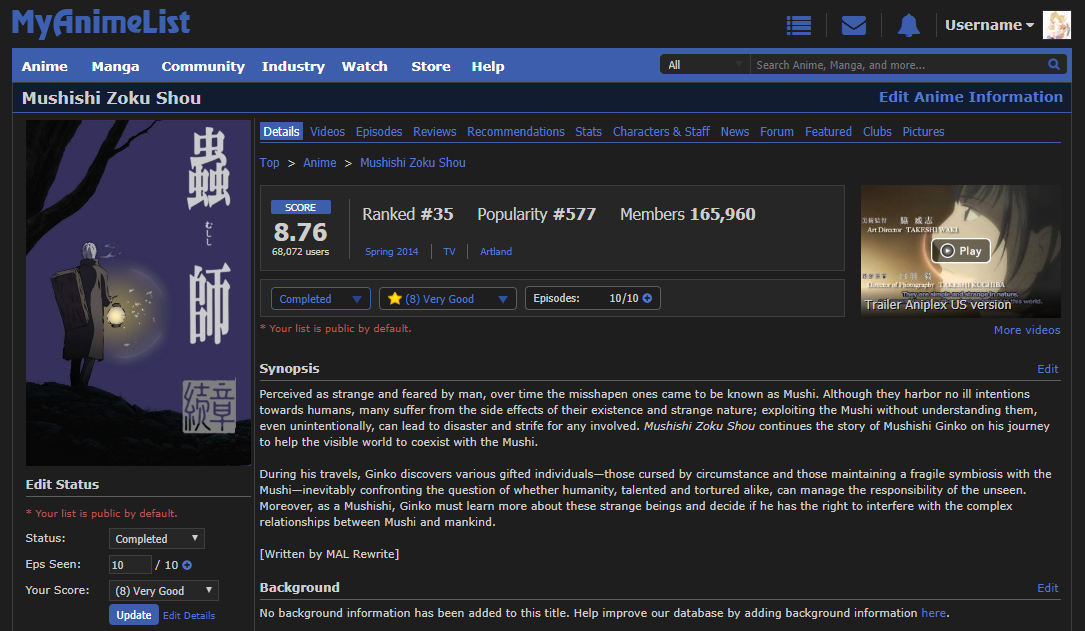 MyAnimeList
Username
Anime Manga Community Industry Watch Store Help
All Search Anime, Manga, and more...
Mushishi Zoku Shou
Edit Anime Information
蟲師
むし
続章
Details Videos Episodes Reviews Recommendations Stats Characters & Staff News Forum Featured Clubs Pictures
Top > Anime > Mushishi Zoku Shou
SCORE
8.76
68,072 users
Ranked #35 Popularity #577 Members 165,960
Spring 2014 TV Artland
Completed
(8) Very Good
Episodes: 10/10
* Your list is public by default.
Art Director TAKESHI WAKI
Play
Director of Photography TAKESHI KUCHIBA
They are simple and strange in nature,
Trailer Aniplex US version
More videos
Synopsis
Edit
Perceived as strange and feared by man, over time the misshapen ones came to be known as Mushi. Although they harbor no ill intentions
towards humans, many suffer from the side effects of their existence and strange nature; exploiting the Mushi without understanding them,
even unintentionally, can lead to disaster and strife for any involved. Mushishi Zoku Shou continues the story of Mushishi Ginko on his journey
to help the visible world to coexist with the Mushi.
During his travels, Ginko discovers various gifted individuals—those cursed by circumstance and those maintaining a fragile symbiosis with the
Mushi—inevitably confronting the question of whether humanity, talented and tortured alike, can manage the responsibility of the unseen.
Moreover, as a Mushishi, Ginko must learn more about these strange beings and decide if he has the right to interfere with the complex
relationships between Mushi and mankind.
[Written by MAL Rewrite]
Background
Edit
No background information has been added to this title. Help improve our database by adding background information here.
Edit Status
* Your list is public by default.
Status: Completed
Eps Seen: 10 / 10
Your Score: (8) Very Good
Update Edit Details